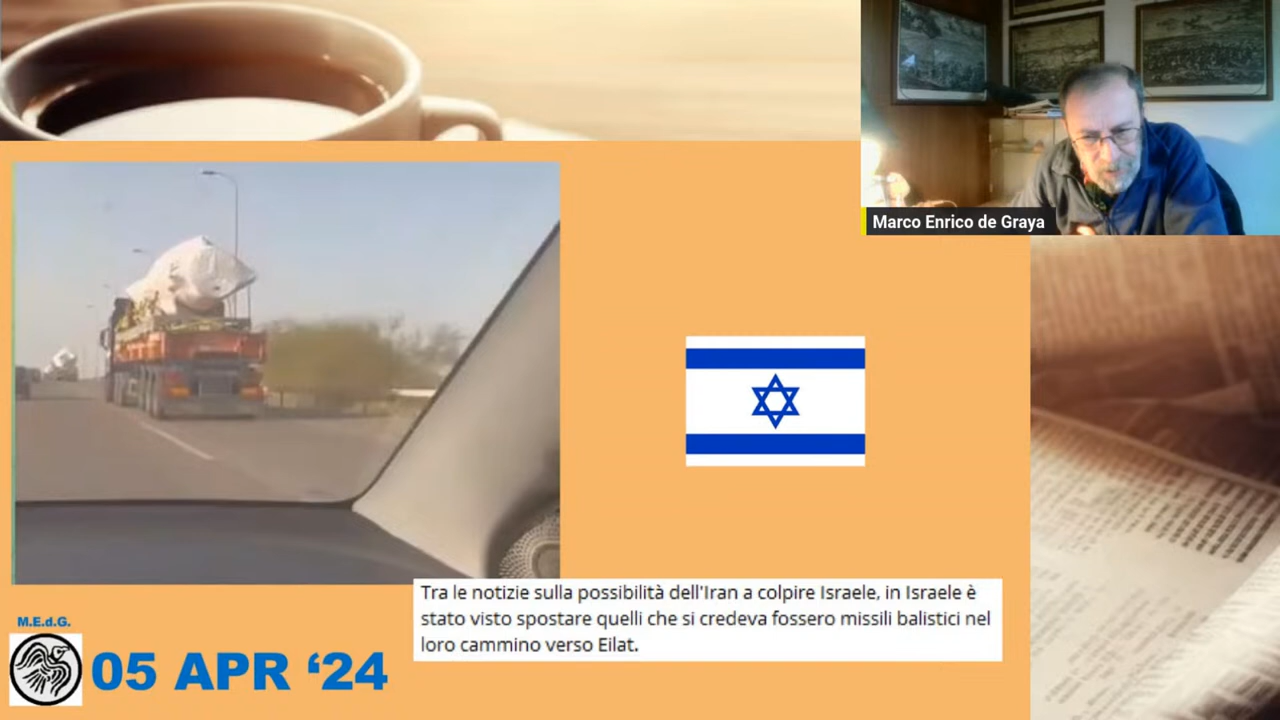 Marco Enrico de Graya
Tra le notizie sulla possibilità dell'Iran a colpire Israele, in Israele è
stato visto spostare quelli che si credeva fossero missili balistici nel
loro cammino verso Eilat.
M.E.d.G.
05 APR ‘24